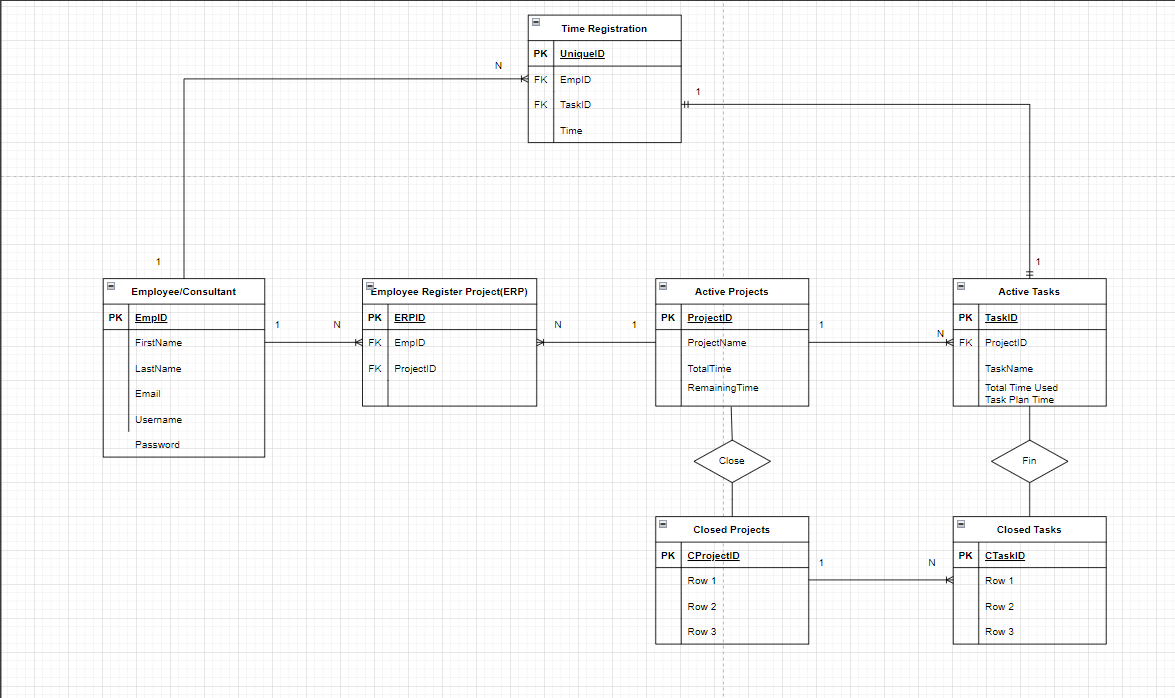 Time Registration
PK UniqueID
N
FK EmpID
1
FK TaskID
Time
1
1
Employee/Consultant
PK EmpID
FirstName
LastName
Email
Username
Password
1
N
Employee Register Project(ERP)
PK ERPID
FK EmpID
FK ProjectID
N
1
Active Projects
PK ProjectID
ProjectName
TotalTime
RemainingTime
1
N
Active Tasks
PK TaskID
FK ProjectID
TaskName
Total Time Used
Task Plan Time
Close
Fin
Closed Projects
PK CProjectID
Row 1
Row 2
Row 3
1
N
Closed Tasks
PK CTaskID
Row 1
Row 2
Row 3